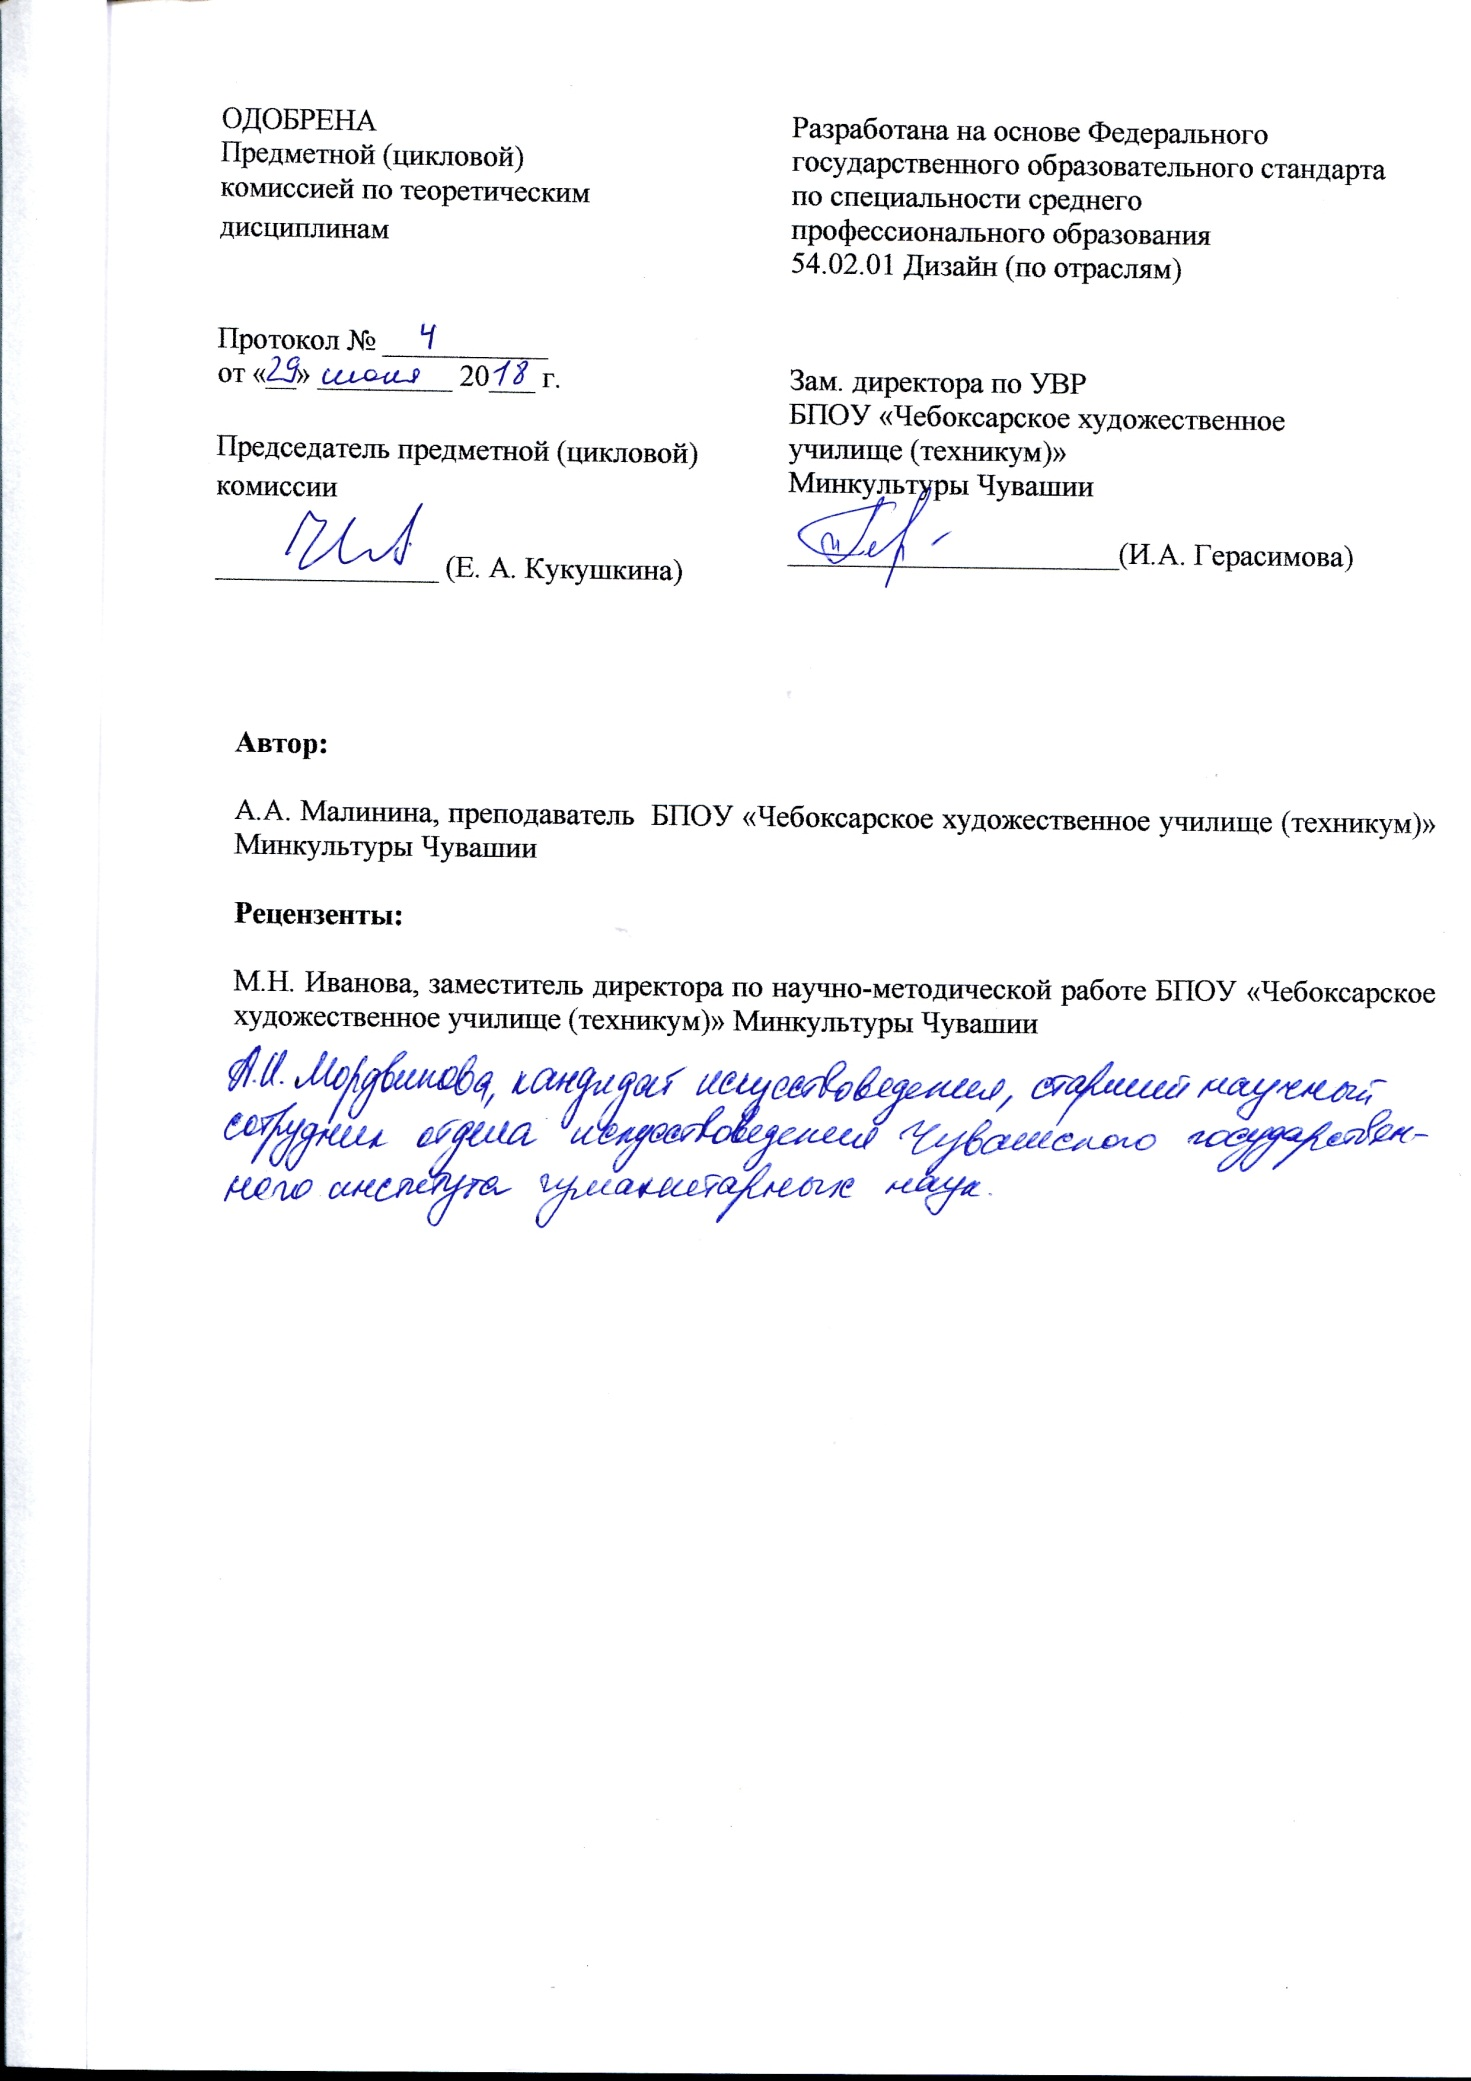 ОДОБРЕНА
Предметной (цикловой)
комиссией по теоретическим
дисциплинам
Протокол № 4
от «29» июня 2018 г.
Председатель предметной (цикловой)
комиссии
(Е. А. Кукушкина)
Разработана на основе Федерального
государственного образовательного стандарта
по специальности среднего
профессионального образования
54.02.01 Дизайн (по отраслям)
Зам. директора по УВР
БПОУ «Чебоксарское художественное
училище (техникум)»
Минкультуры Чувашии
(И.А. Герасимова)
Автор:
А.А. Малинина, преподаватель БПОУ «Чебоксарское художественное училище (техникум)»
Минкультуры Чувашии
Рецензенты:
М.Н. Иванова, заместитель директора по научно-методической работе БПОУ «Чебоксарское
художественное училище (техникум)» Минкультуры Чувашии
А.И. Мордвинова, кандидат искусствоведения, старший научный
сотрудник отдела искусствоведения Чувашского государствен-
ного института гуманитарных наук.